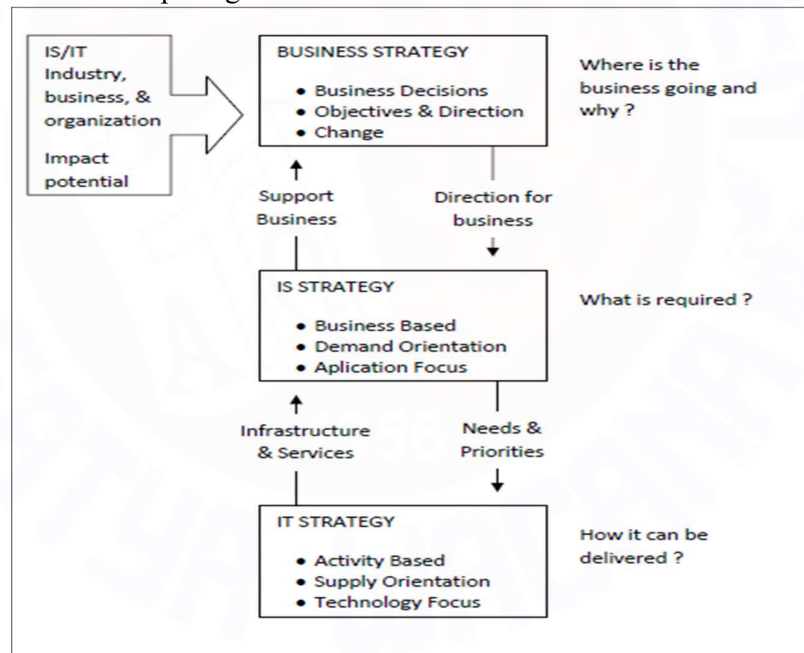 IS/IT
Industry,
business, &
organization
Impact
potential
BUSINESS STRATEGY
• Business Decisions
• Objectives & Direction
• Change
Where is the
business going and
why ?
Support
Business
Direction for
business
IS STRATEGY
• Business Based
• Demand Orientation
• Aplication Focus
What is required ?
Infrastructure
& Services
Needs &
Priorities
IT STRATEGY
• Activity Based
• Supply Orientation
• Technology Focus
How it can be
delivered ?